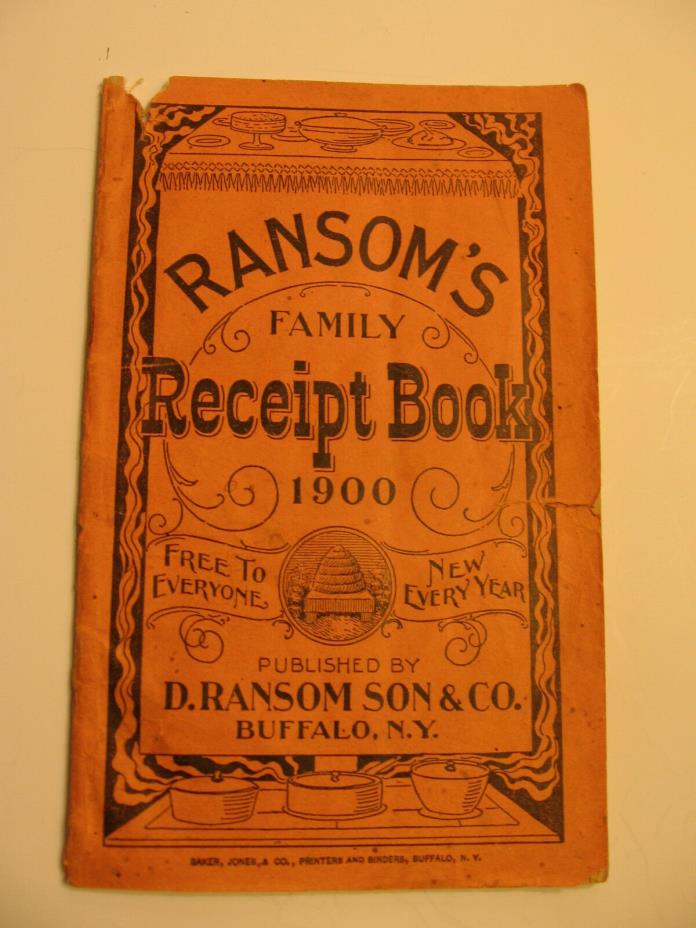 RANSOM'S
FAMILY
Receipt Book
1900
FREE TO
EVERYONE,
NEW
EVERY YEAR
PUBLISHED BY
D. RANSOM SON & CO.
BUFFALO, N.Y.
BAKER, JONES, & CO., PRINTERS AND BINDERS, BUFFALO, N. Y.